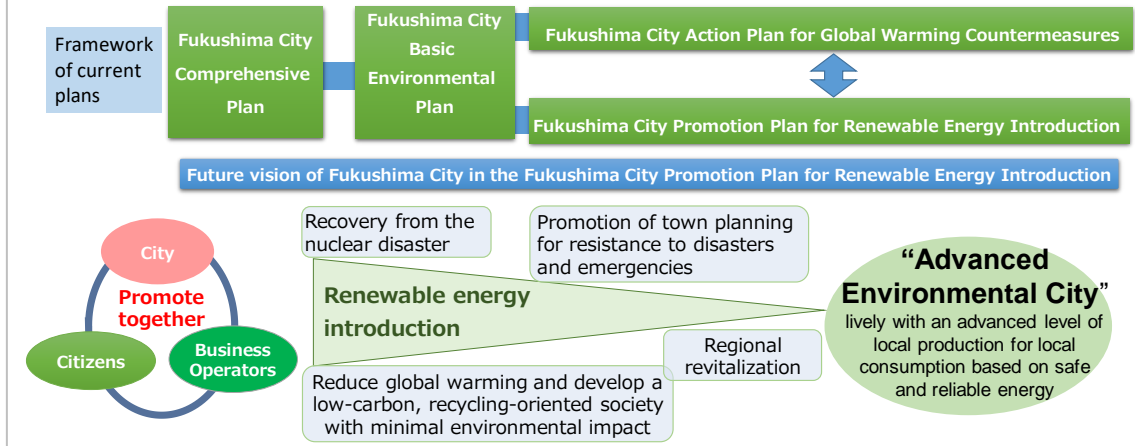 Framework
of current
plans
Fukushima City
Comprehensive
Plan
Fukushima City
Basic
Environmental
Plan
Fukushima City Action Plan for Global Warming Countermeasures
Fukushima City Promotion Plan for Renewable Energy Introduction
Future vision of Fukushima City in the Fukushima City Promotion Plan for Renewable Energy Introduction
City
Promote
together
Citizens
Business
Operators
Recovery from the
nuclear disaster
Promotion of town planning
for resistance to disasters
and emergencies
Renewable energy
introduction
Regional
revitalization
Reduce global warming and develop a
low-carbon, recycling-oriented society
with minimal environmental impact
“Advanced
Environmental City”
lively with an advanced level of
local production for local
consumption based on safe
and reliable energy